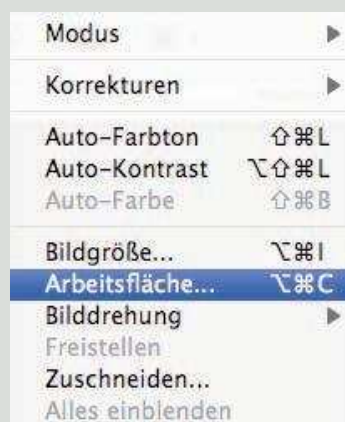 Modus
Korrekturen
Auto-Farbton ⇧⌘L
Auto-Kontrast ⌥⇧⌘L
Auto-Farbe ⇧⌘B
Bildgröße... ⌥⌘I
Arbeitsfläche... ⌥⌘C
Bilddrehung
Freistellen
Zuschneiden...
Alles einblenden